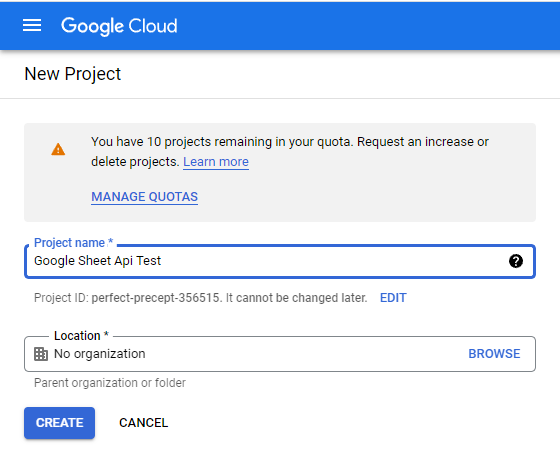 Google Cloud
New Project
You have 10 projects remaining in your quota. Request an increase or
delete projects. Learn more
MANAGE QUOTAS
Project name *
Google Sheet Api Test
Project ID: perfect-precept-356515. It cannot be changed later. EDIT
Location *
No organization BROWSE
Parent organization or folder
CREATE CANCEL